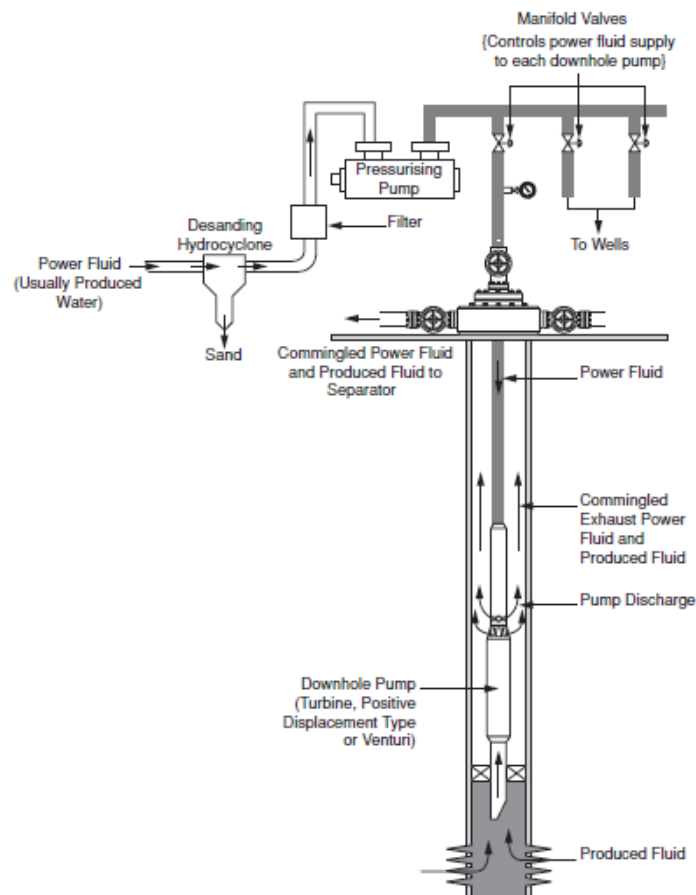 Manifold Valves
{Controls power fluid supply
to each downhole pump}
Pressurising
Pump
Filter
Desanding
Hydrocyclone
To Wells
Power Fluid
(Usually Produced
Water)
Sand
Commingled Power Fluid
and Produced Fluid to
Separator
Power Fluid
Commingled
Exhaust Power
Fluid and
Produced Fluid
Pump Discharge
Downhole Pump
(Turbine, Positive
Displacement Type
or Venturi)
Produced Fluid